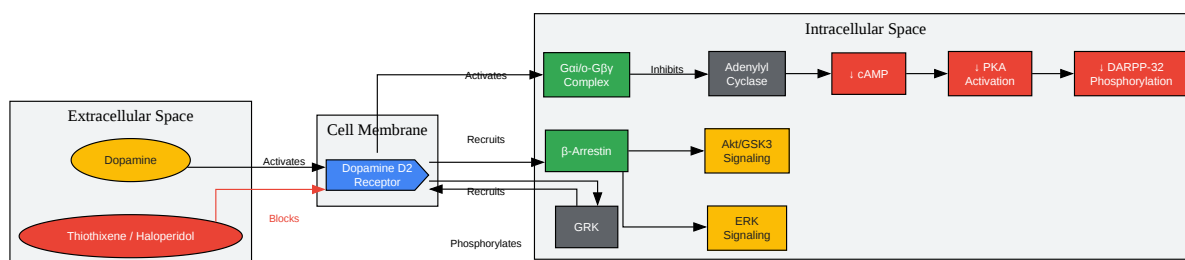 Intracellular Space
Gαi/o-Gβγ
Complex
Activates
Inhibits
Adenylyl
Cyclase
↓ cAMP
↓ PKA
Activation
↓ DARPP-32
Phosphorylation
Extracellular Space
Cell Membrane
Dopamine
Activates
Dopamine D2
Receptor
Recruits
β-Arrestin
Akt/GSK3
Signaling
Recruits
Thiothixene / Haloperidol
Blocks
GRK
ERK
Signaling
Phosphorylates